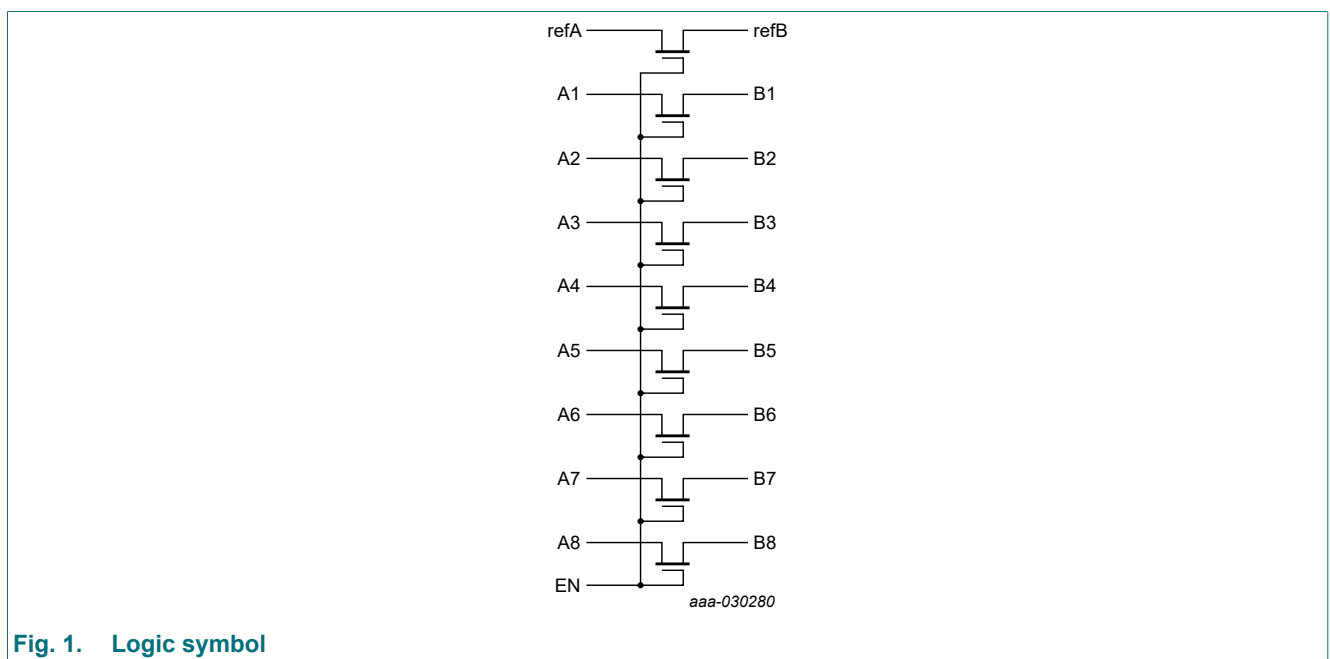 refA refB
A1 B1
A2 B2
A3 B3
A4 B4
A5 B5
A6 B6
A7 B7
A8 B8
EN
aaa-030280
Fig. 1. Logic symbol